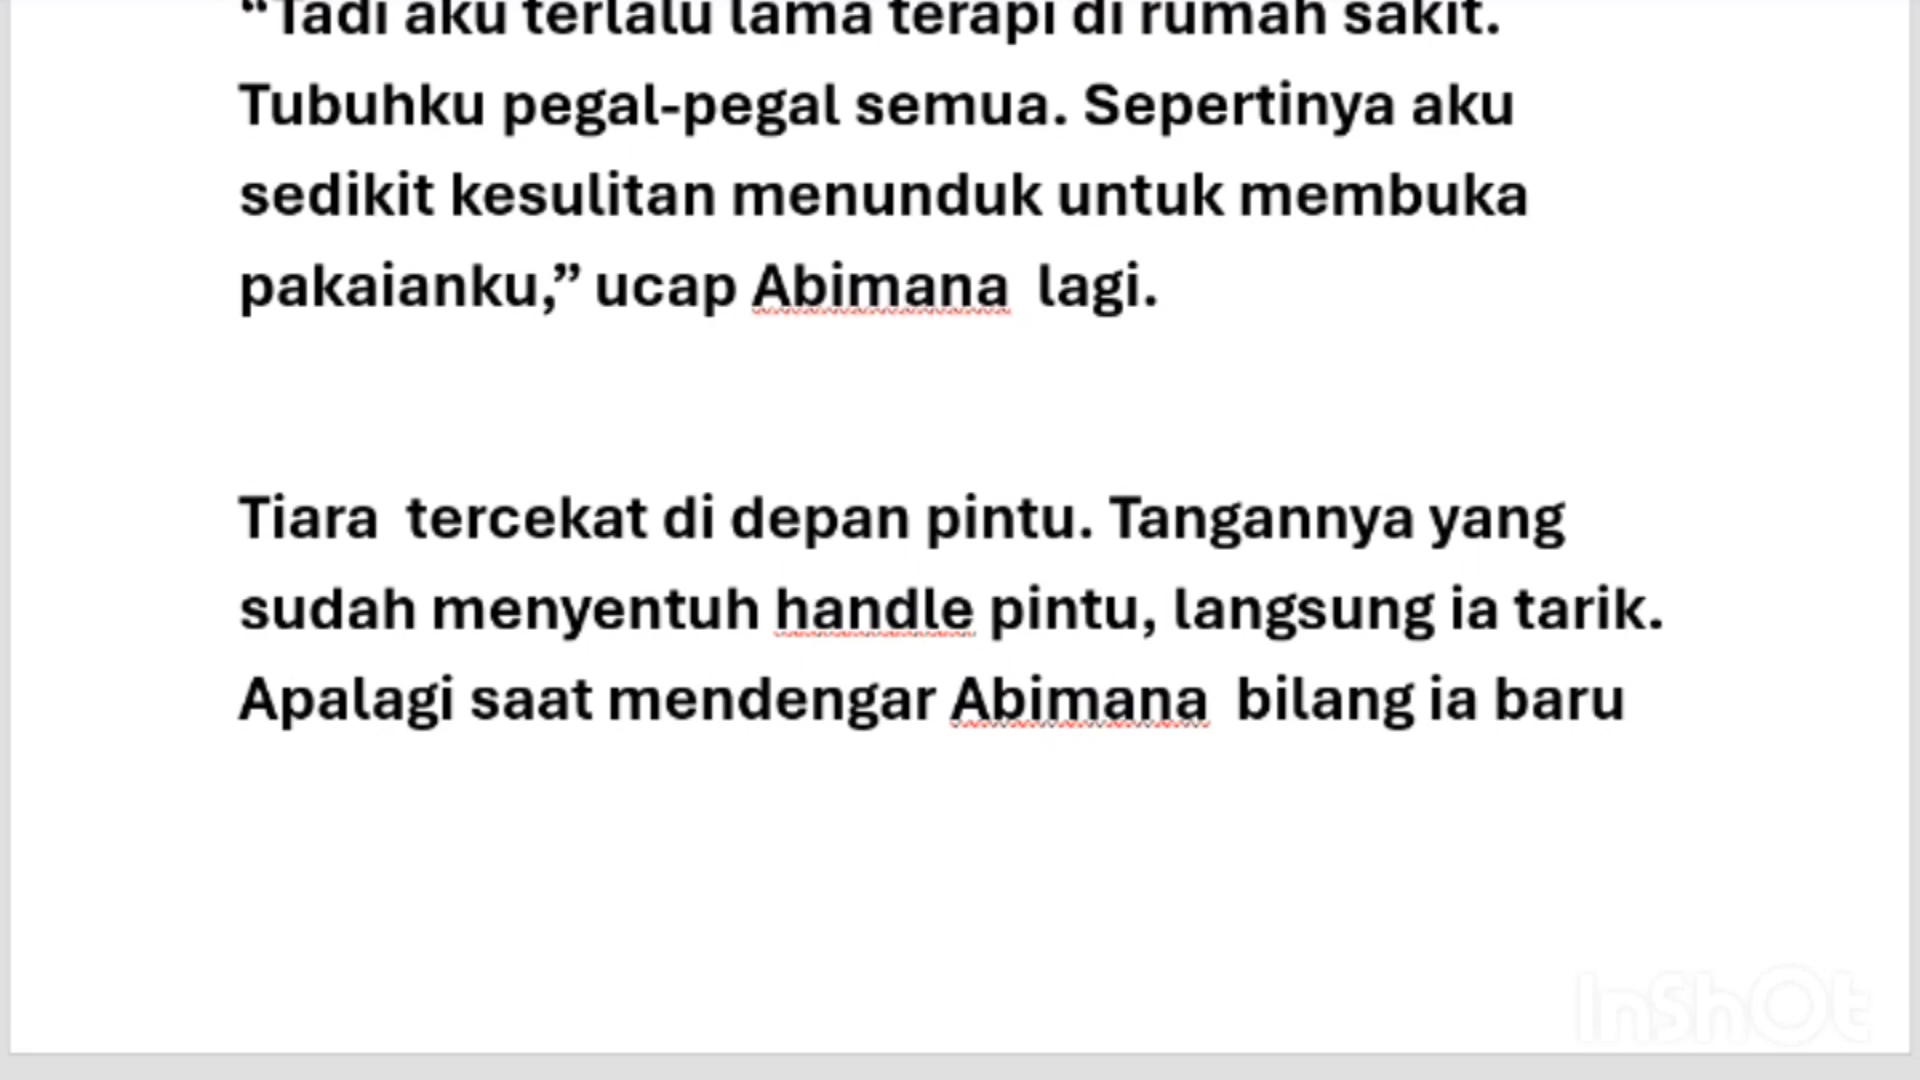 “Tadi aku terlalu lama terapi di rumah sakit.
Tubuhku pegal-pegal semua. Sepertinya aku
sedikit kesulitan menunduk untuk membuka
pakaianku,” ucap Abimana  lagi.
Tiara  tercekat di depan pintu. Tangannya yang
sudah menyentuh handle pintu, langsung ia tarik.
Apalagi saat mendengar Abimana  bilang ia baru
InShOt